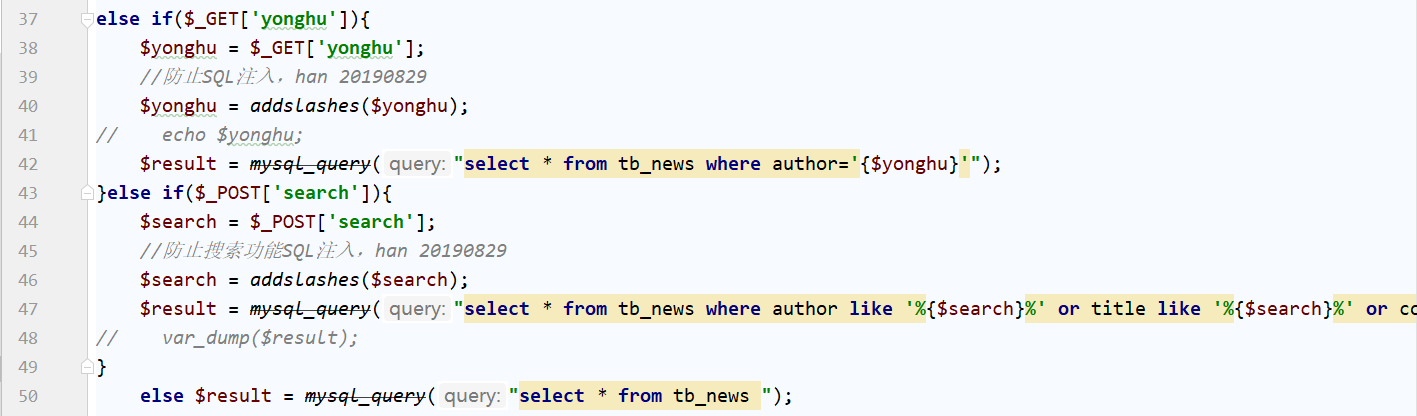 37 else if($_GET['yonghu']){
38 $yonghu = $_GET['yonghu'];
39 //防止SQL注入，han 20190829
40 $yonghu = addslashes($yonghu);
41 // echo $yonghu;
42 $result = mysql_query( query: "select * from tb_news where author='{$yonghu}'");
43 }else if($_POST['search']){
44 $search = $_POST['search'];
45 //防止搜索功能SQL注入，han 20190829
46 $search = addslashes($search);
47 $result = mysql_query( query: "select * from tb_news where author like '%{$search}%' or title like '%{$search}%' or
48 // var_dump($result);
49 }
50 else $result = mysql_query( query: "select * from tb_news ");